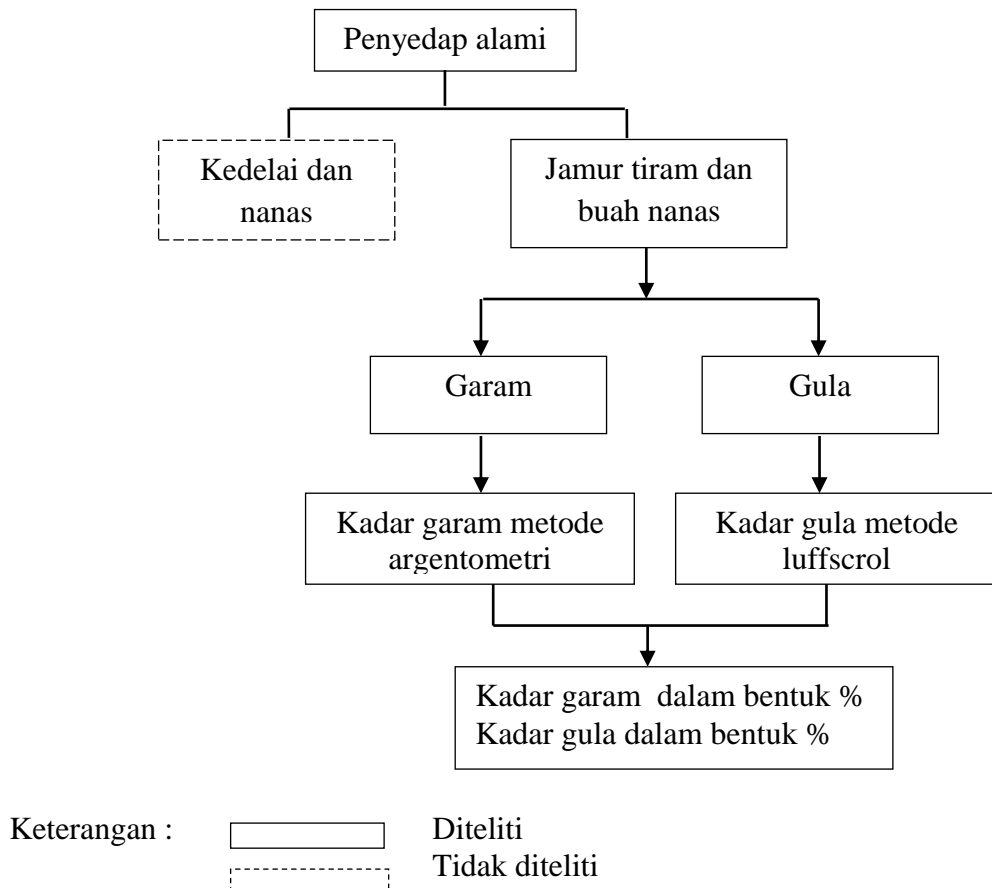 Penyedap alami
Kedelai dan
nanas
Jamur tiram dan
buah nanas
Garam
Gula
Kadar garam metode
argentometri
Kadar gula metode
luffscrol
Kadar garam dalam bentuk %
Kadar gula dalam bentuk %
Keterangan :
Diteliti
Tidak diteliti